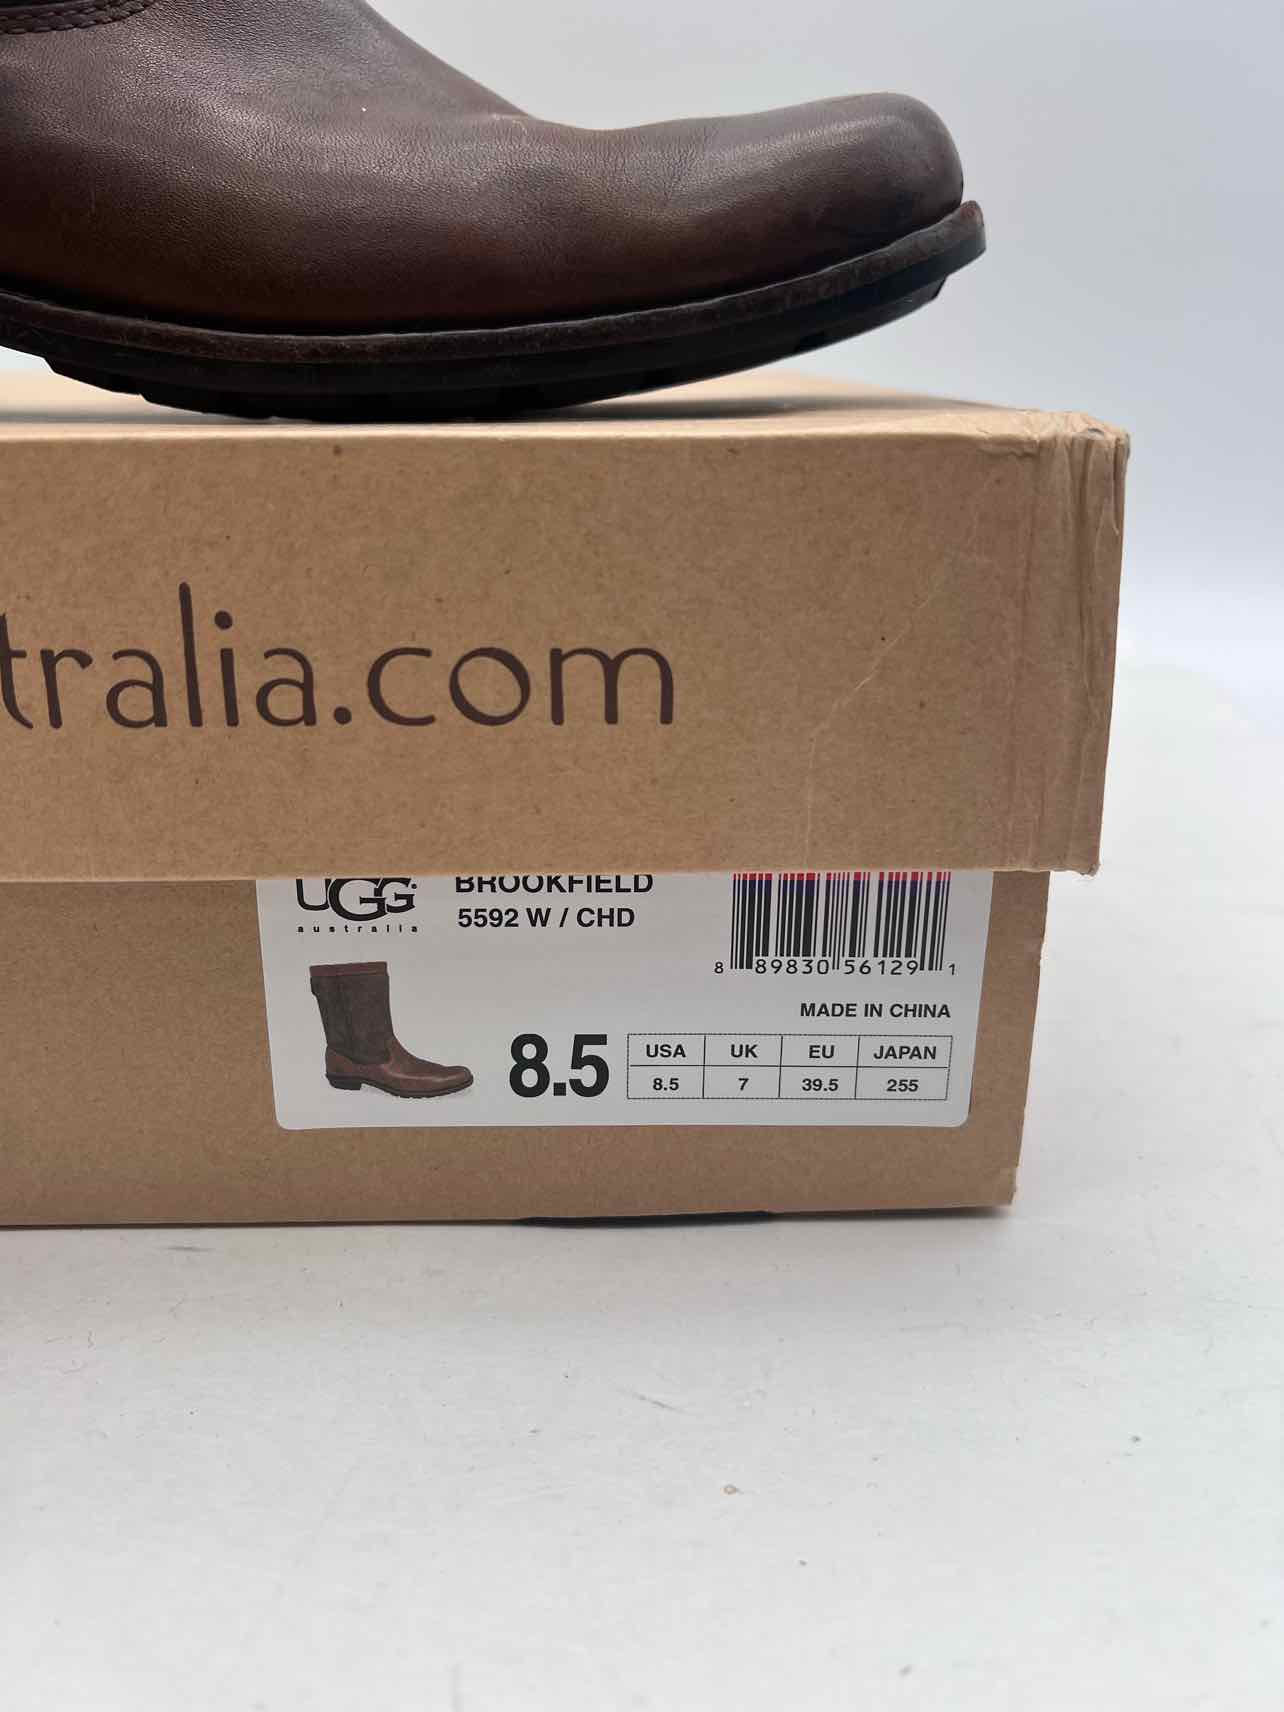 tralia.com
UGG
australia
BROOKFIELD
5592 W / CHD
8 89830 56129 1
MADE IN CHINA
8.5
USA UK EU JAPAN
8.5 7 39.5 255